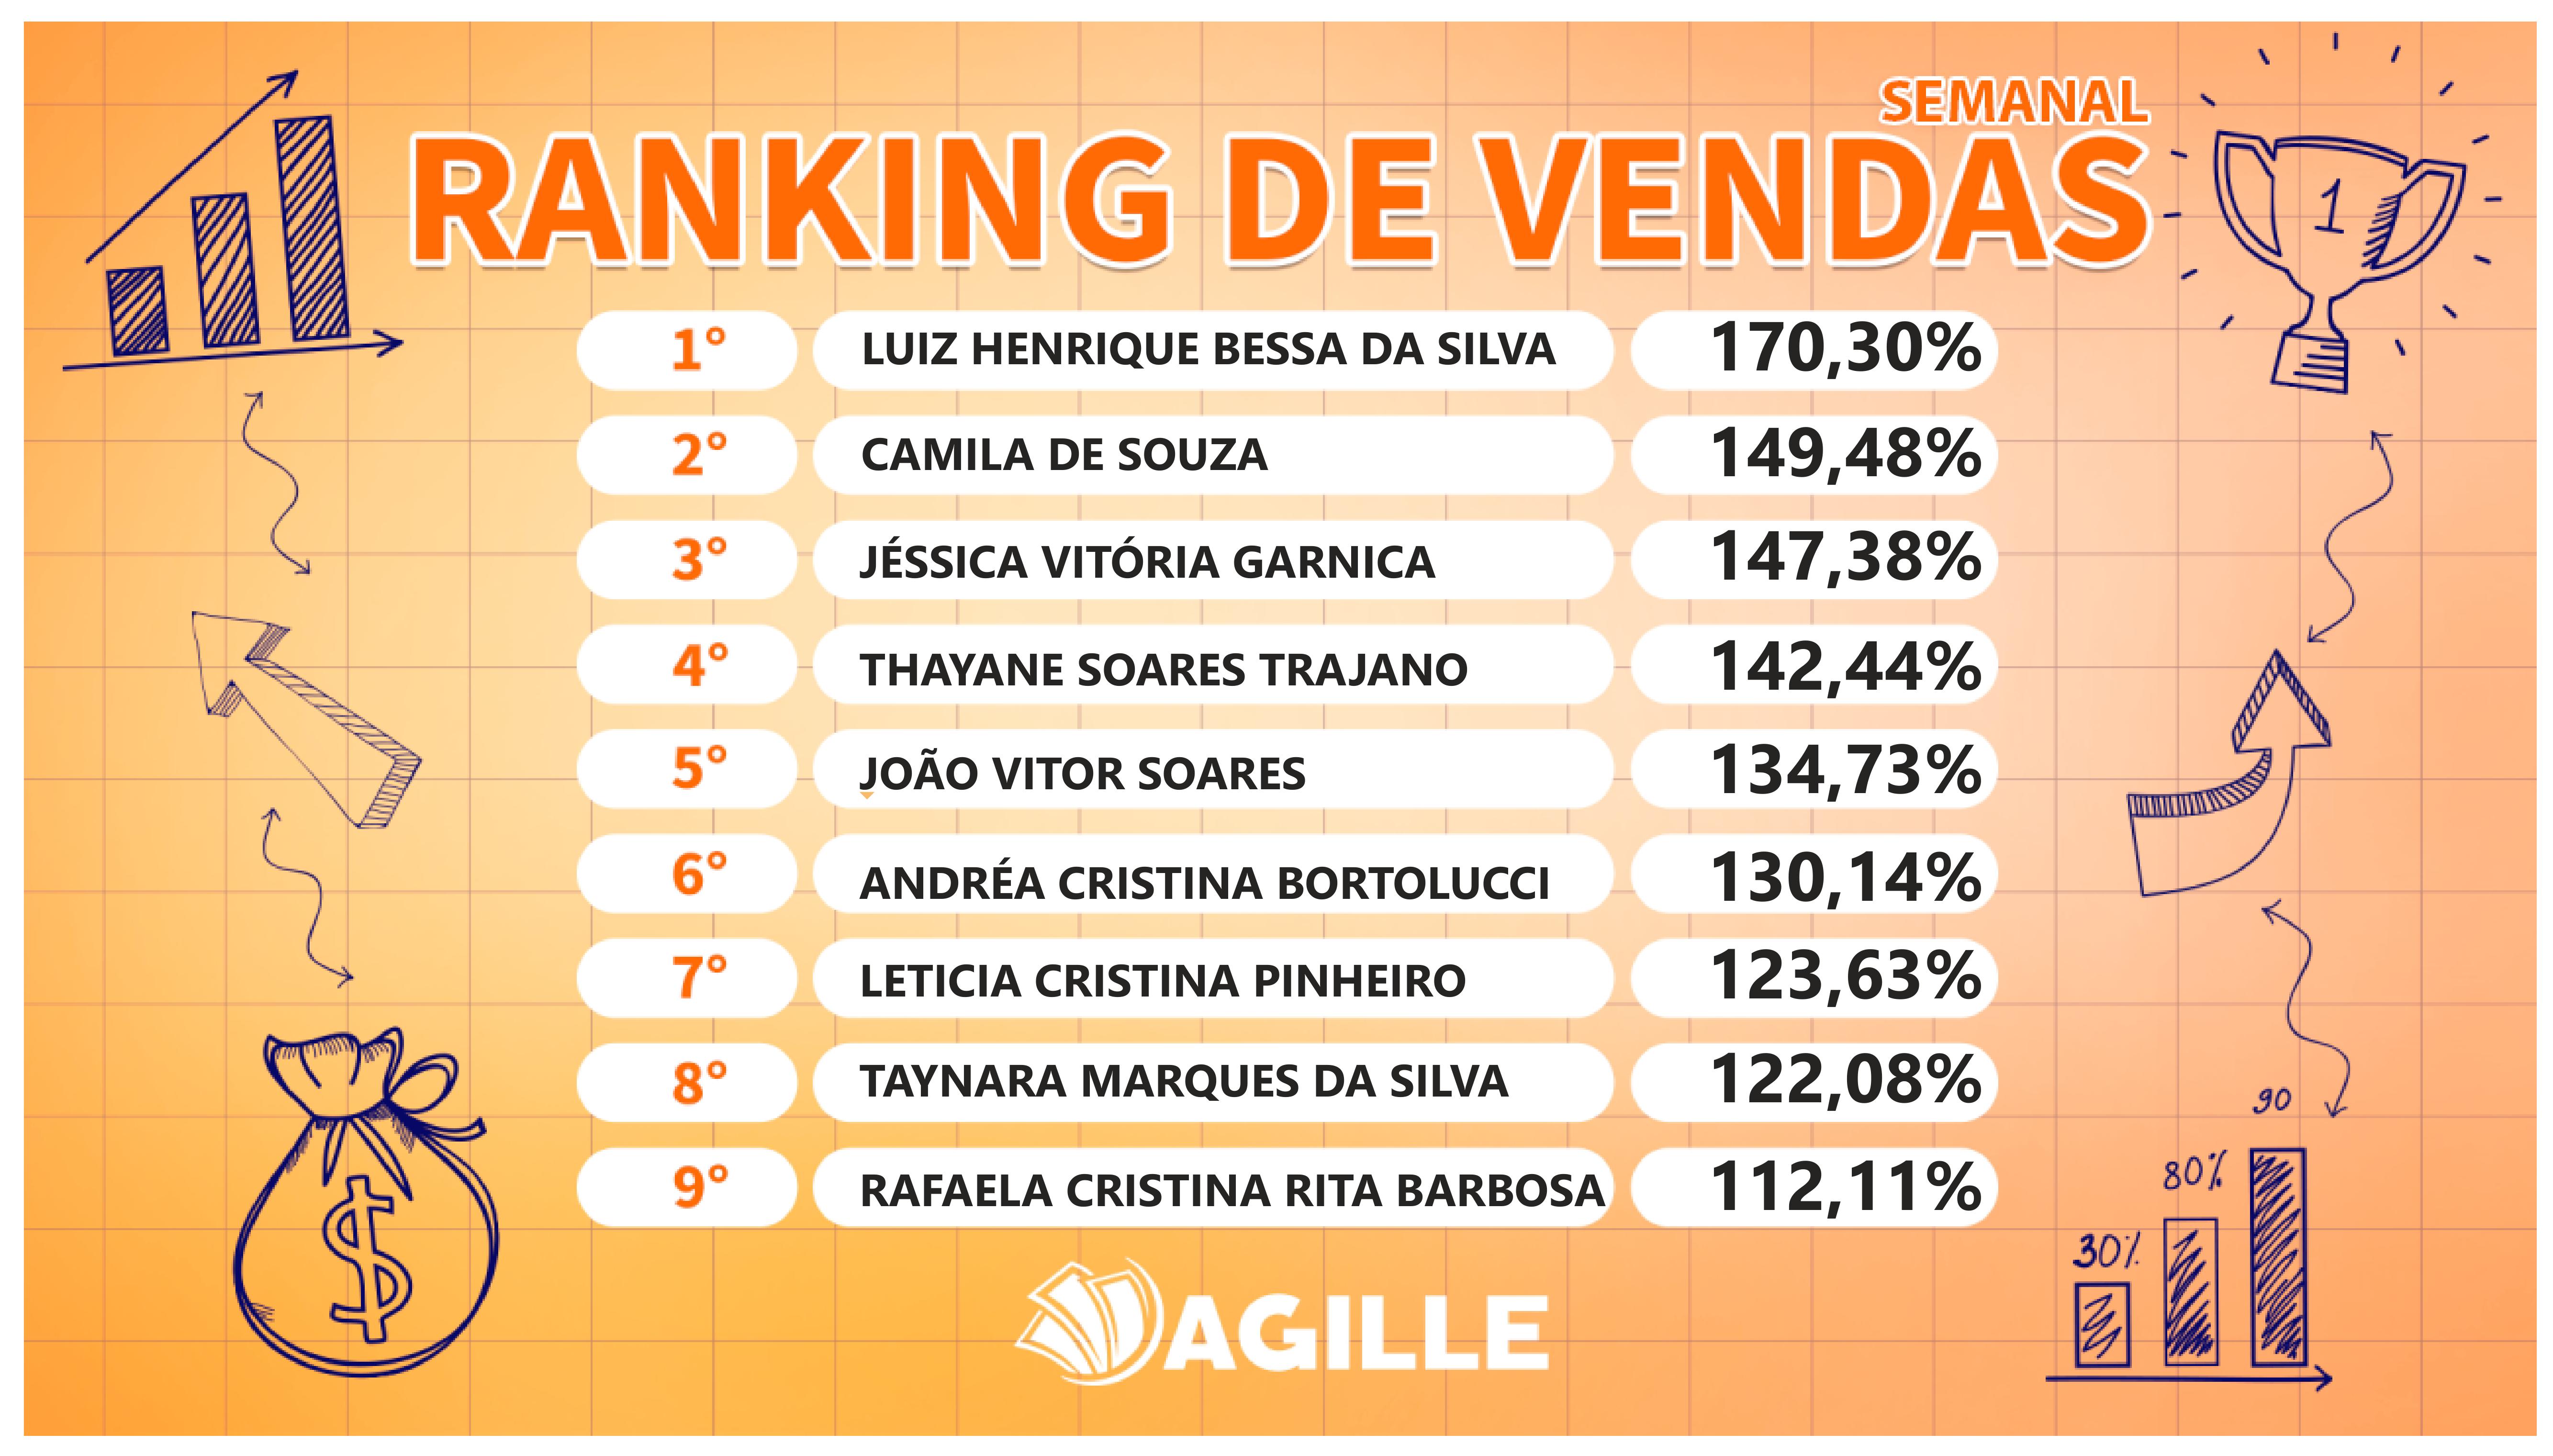 SEMANAL
RANKING DE VENDAS
1
1° LUIZ HENRIQUE BESSA DA SILVA 170,30%
2° CAMILA DE SOUZA 149,48%
3° JÉSSICA VITÓRIA GARNICA 147,38%
4° THAYANE SOARES TRAJANO 142,44%
5° JOÃO VITOR SOARES 134,73%
6° ANDRÉA CRISTINA BORTOLUCCI 130,14%
7° LETICIA CRISTINA PINHEIRO 123,63%
8° TAYNARA MARQUES DA SILVA 122,08%
9° RAFAELA CRISTINA RITA BARBOSA 112,11%
$
90
80%
30%
AGILLE